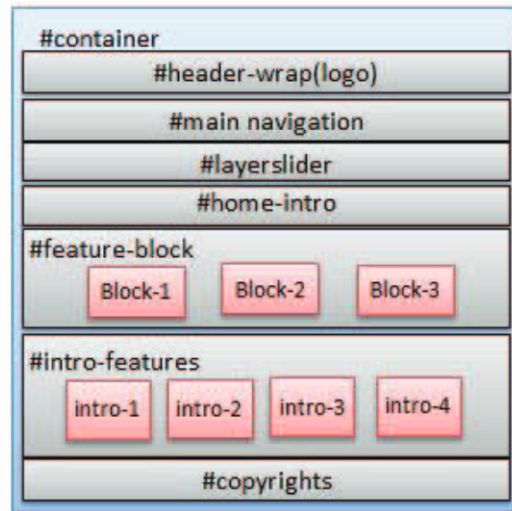 #container
#header-wrap(logo)
#main navigation
#layerslider
#home-intro
#feature-block
Block-1 Block-2 Block-3
#intro-features
intro-1 intro-2 intro-3 intro-4
#copyrights